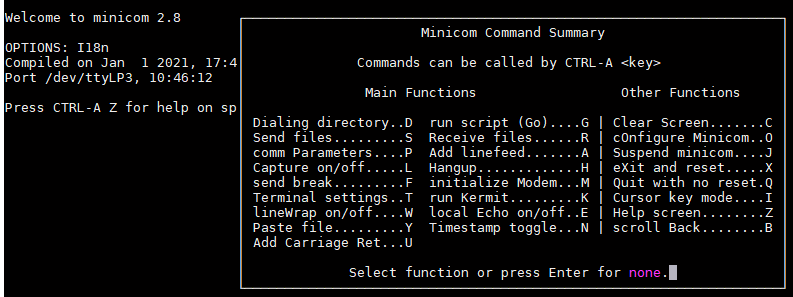 Welcome to minicom 2.8
OPTIONS: I18n
Compiled on Jan  1 2021, 17:4
Port /dev/ttyLP3, 10:46:12
Press CTRL-A Z for help on sp
Minicom Command Summary
Commands can be called by CTRL-A <key>
Main Functions                  Other Functions
Dialing directory..D  run script (Go)....G | Clear Screen.......C
Send files.........S  Receive files......R | cOnfigure Minicom..O
comm Parameters....P  Add linefeed.......A | Suspend minicom....J
Capture on/off.....L  Hangup.............H | eXit and reset.....X
send break.........F  initialize Modem...M | Quit with no reset.Q
Terminal settings..T  run Kermit.........K | Cursor key mode....I
lineWrap on/off....W  local Echo on/off..E | Help screen........Z
Paste file.........Y  Timestamp toggle...N | scroll Back........B
Add Carriage Ret...U
Select function or press Enter for none.